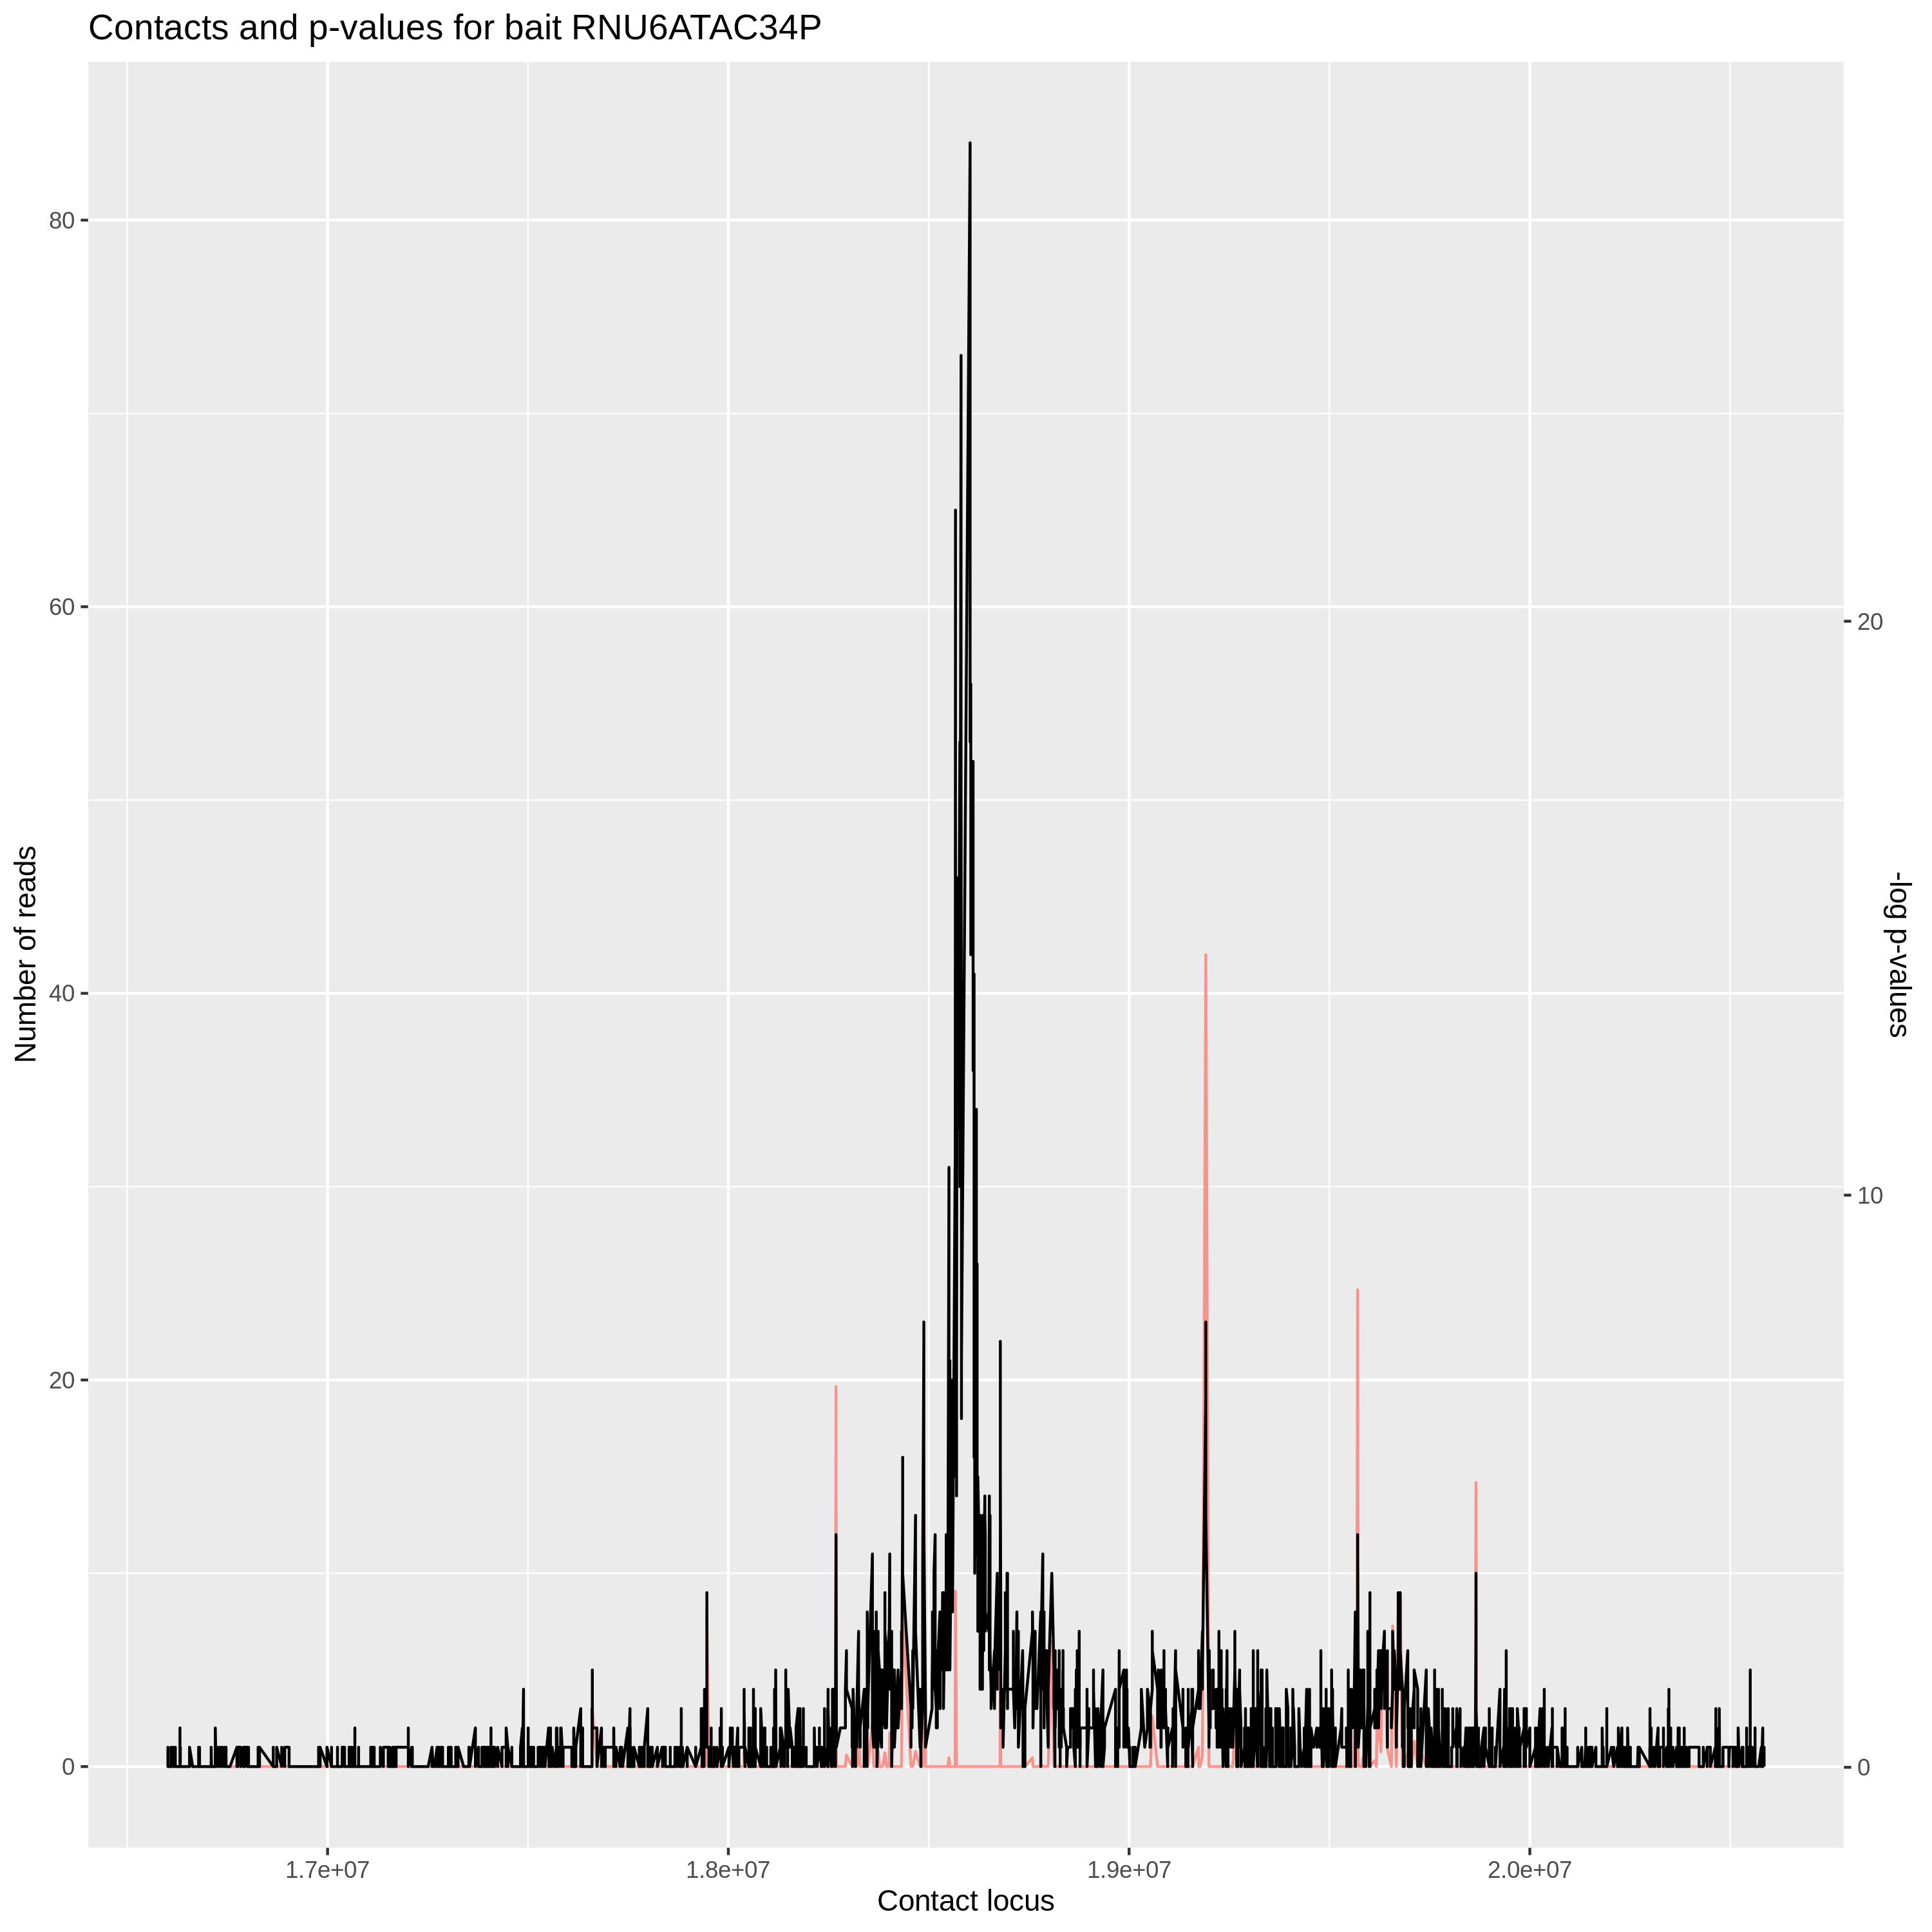 Contacts and p-values for bait RNU6ATAC34P
80
60
40
20
0
Number of reads
20
10
0
-log p-values
1.7e+07
1.8e+07
1.9e+07
2.0e+07
Contact locus